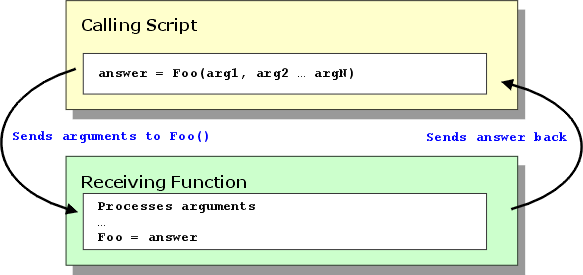 Calling Script
answer = Foo(arg1, arg2 … argN)
Sends arguments to Foo()
Sends answer back
Receiving Function
Processes arguments
…
Foo = answer